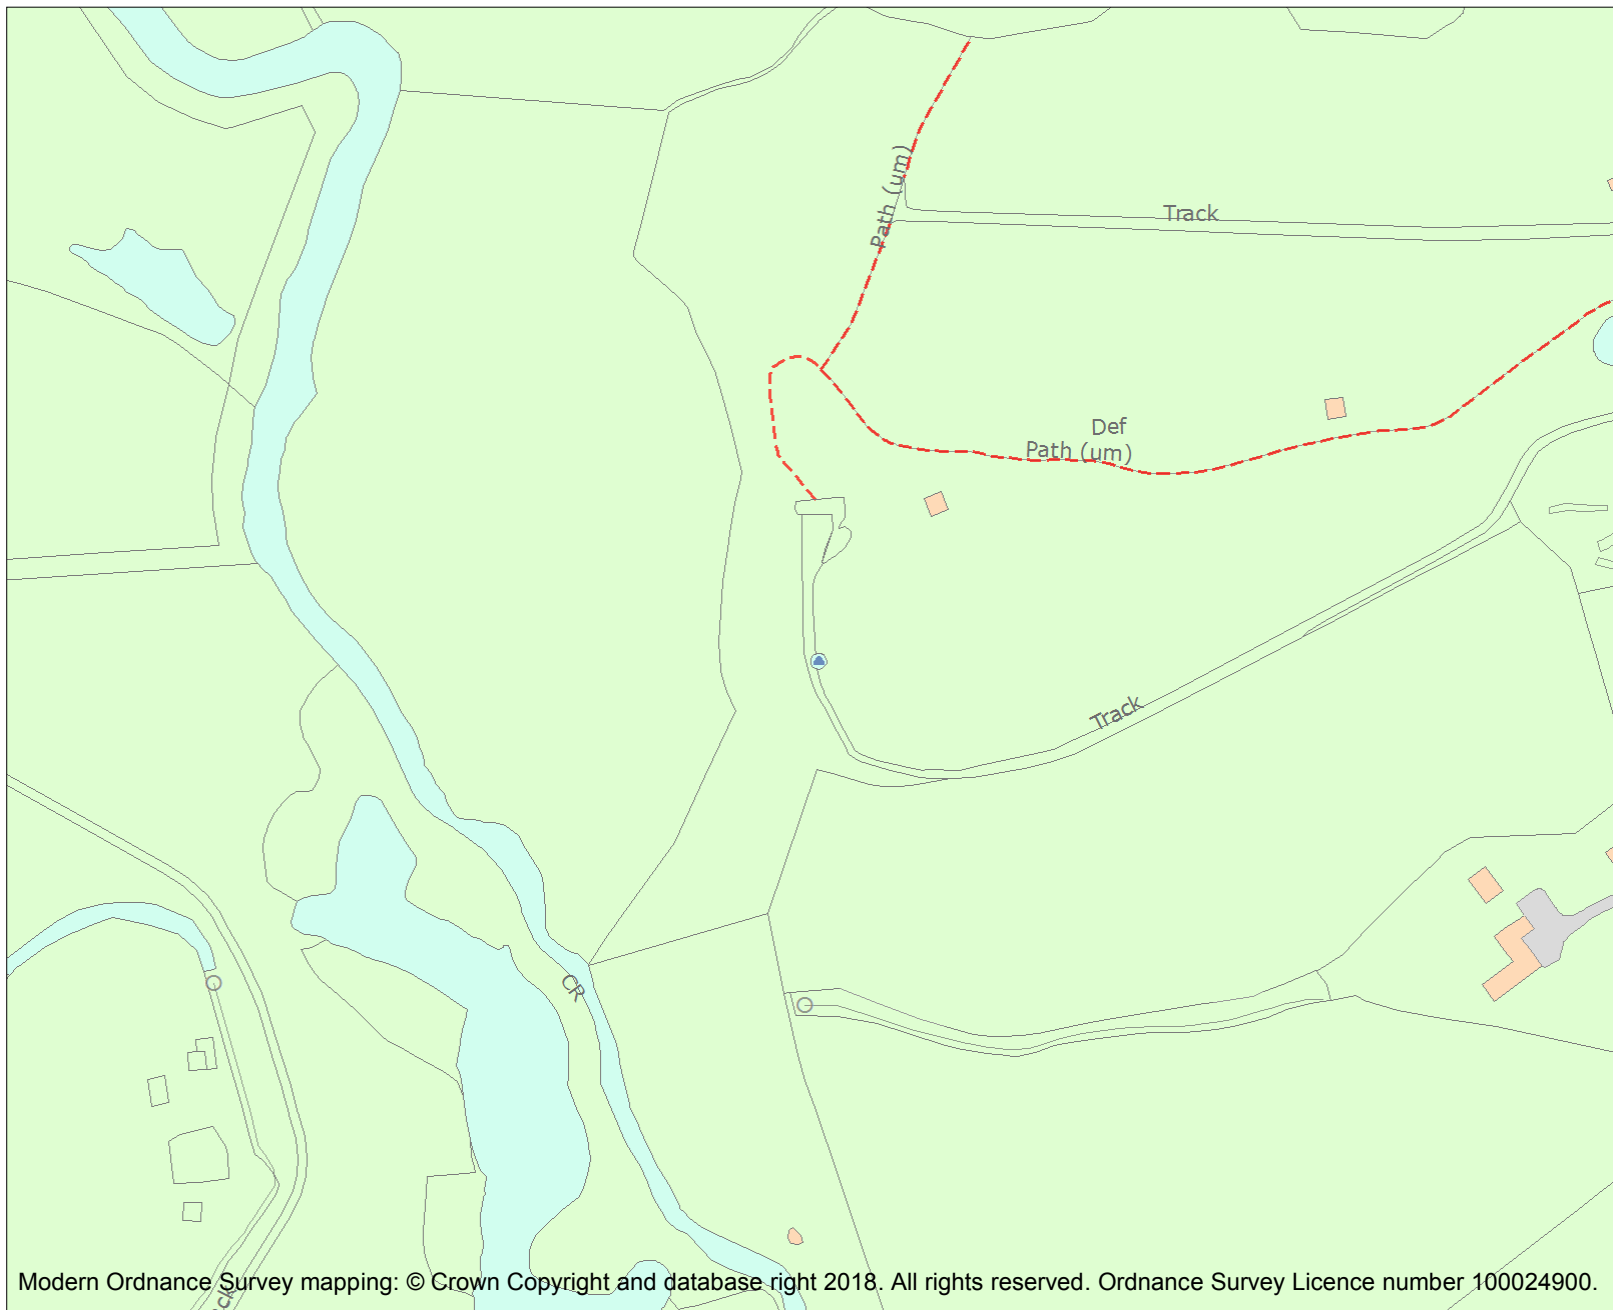 Path (um)
Track
Def
Path (um)
Track
CR
Modern Ordnance Survey mapping: © Crown Copyright and database right 2018. All rights reserved. Ordnance Survey Licence number 100024900.